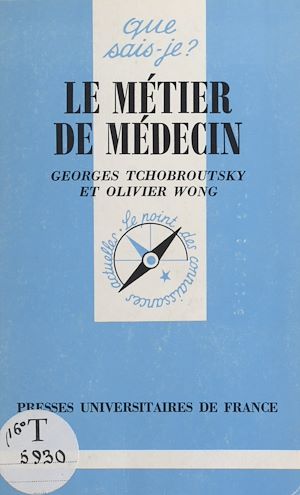 que
sais-je?
LE MÉTIER
DE MÉDECIN
GEORGES TCHOBROUTSKY
ET OLIVIER WONG
Le point des connaissances actuelles
PRESSES UNIVERSITAIRES DE FRANCE
16° T
5930